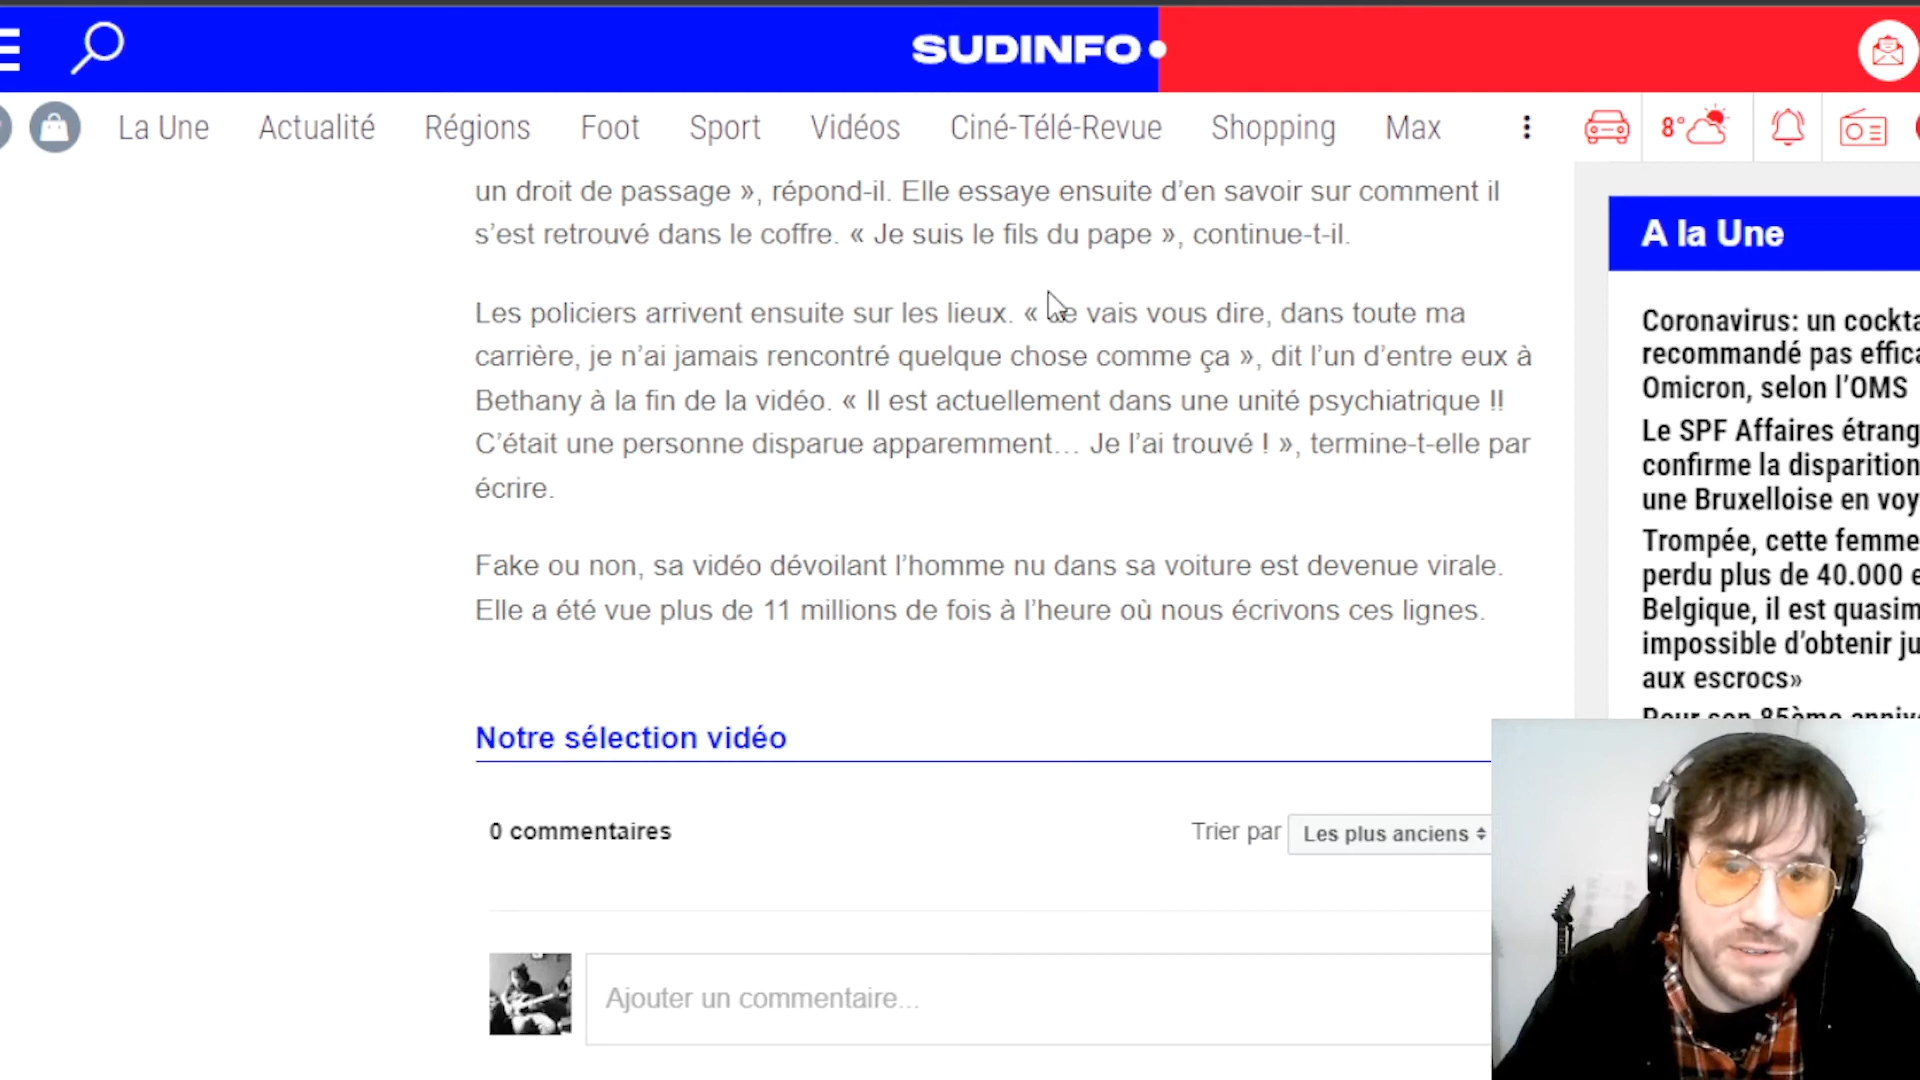 SUDINFO
La Une Actualité Régions Foot Sport Vidéos Ciné-Télé-Revue Shopping Max 8°
un droit de passage », répond-il. Elle essaye ensuite d’en savoir sur comment il
s’est retrouvé dans le coffre. « Je suis le fils du pape », continue-t-il.
Les policiers arrivent ensuite sur les lieux. « Je vais vous dire, dans toute ma
carrière, je n’ai jamais rencontré quelque chose comme ça », dit l’un d’entre eux à
Bethany à la fin de la vidéo. « Il est actuellement dans une unité psychiatrique !!
C’était une personne disparue apparemment… Je l’ai trouvé ! », termine-t-elle par
écrire.
Fake ou non, sa vidéo dévoilant l’homme nu dans sa voiture est devenue virale.
Elle a été vue plus de 11 millions de fois à l’heure où nous écrivons ces lignes.
Notre sélection vidéo
0 commentaires
Trier par Les plus anciens
Ajouter un commentaire...
A la Une
Coronavirus: un
recommandé pas
Omicron, selon l’OMS
Le SPF Affaires
confirme la disparition
une Bruxelloise en
Trompée, cette femme
perdu plus de 40.000
Belgique, il est
impossible d’obtenir
aux escrocs»